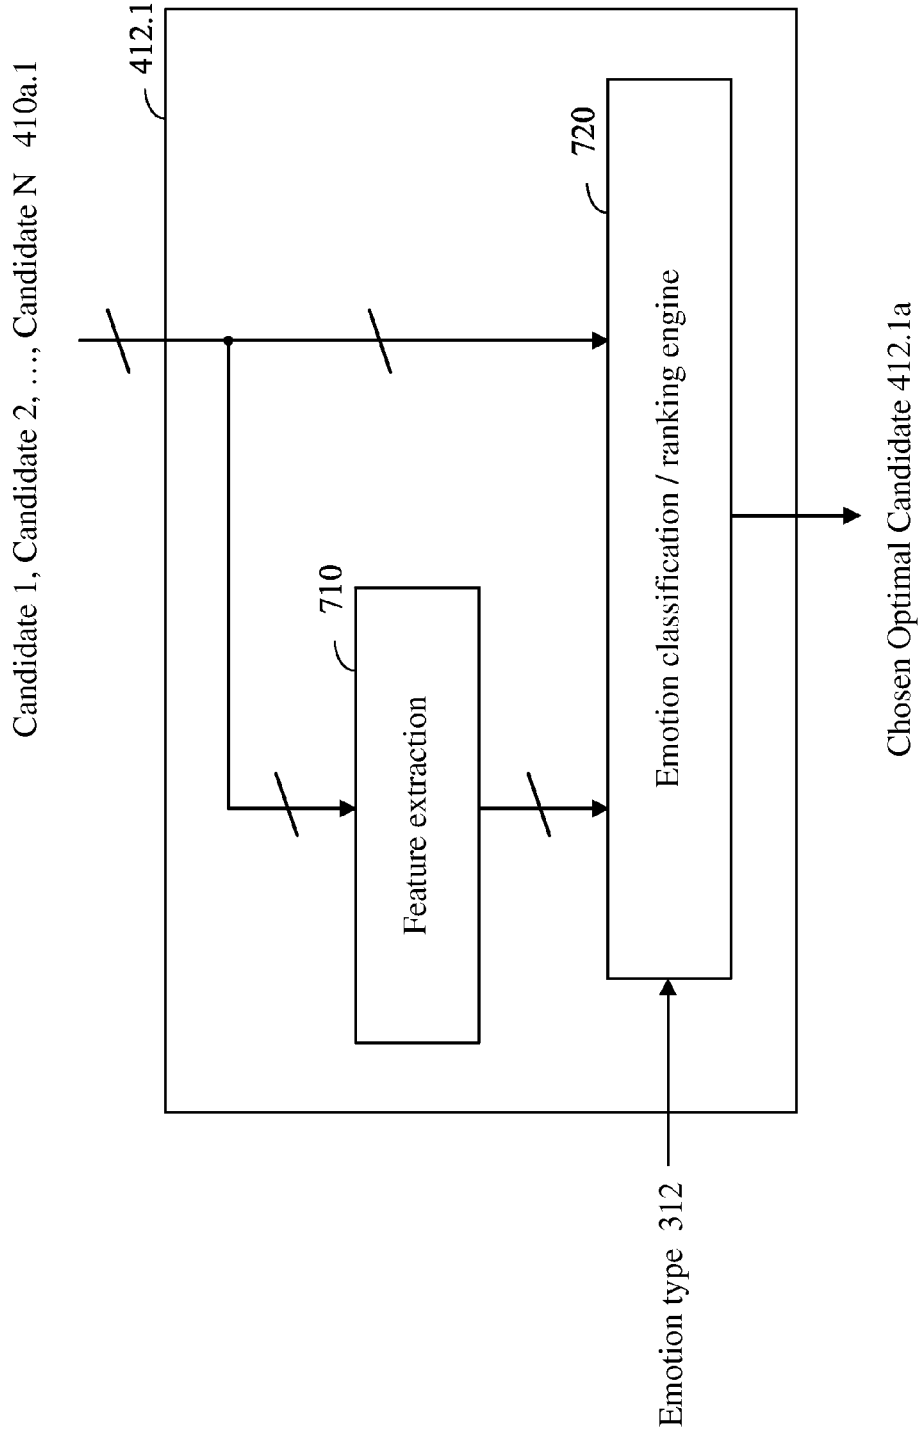 Candidate 1, Candidate 2, …, Candidate N 410a.1
412.1
710
Feature extraction
720
Emotion classification / ranking engine
Emotion type 312
Chosen Optimal Candidate 412.1a